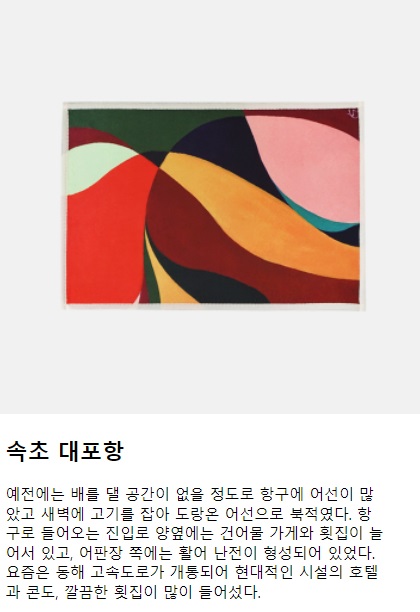 속초 대포항
예전에는 배를 댈 공간이 없을 정도로 항구에 어선이 많
았고 새벽에 고기를 잡아 도랑온 어선으로 북적였다. 항
구로 들어오는 진입로 양옆에는 건어물 가게와 횟집이 늘
어서 있고, 어판장 쪽에는 활어 난전이 형성되어 있었다.
요즘은 동해 고속도로가 개통되어 현대적인 시설의 호텔
과 콘도, 깔끔한 횟집이 많이 들어섰다.